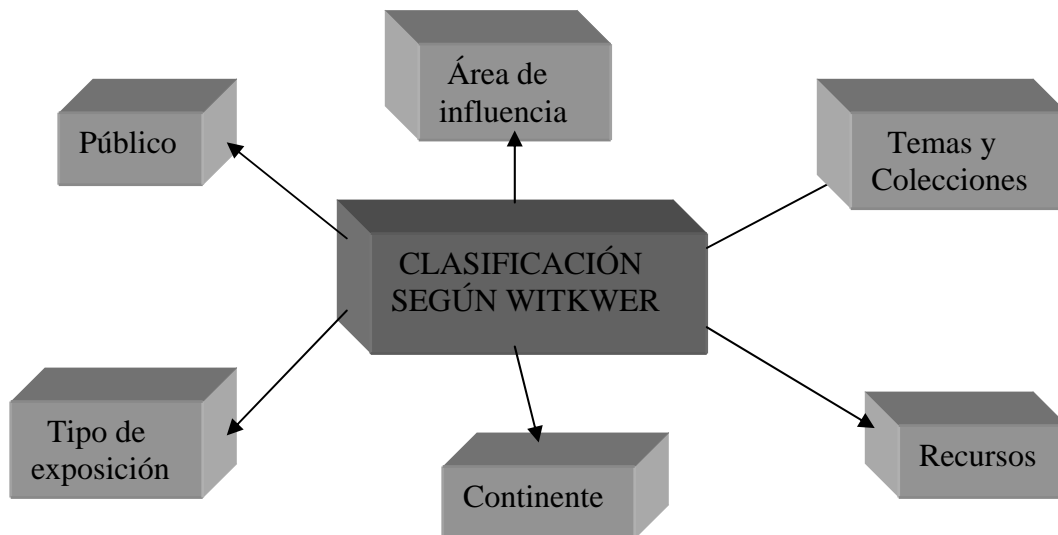 Área de
influencia
Público
Temas y
Colecciones
CLASIFICACIÓN
SEGÚN WITKWER
Tipo de
exposición
Continente
Recursos